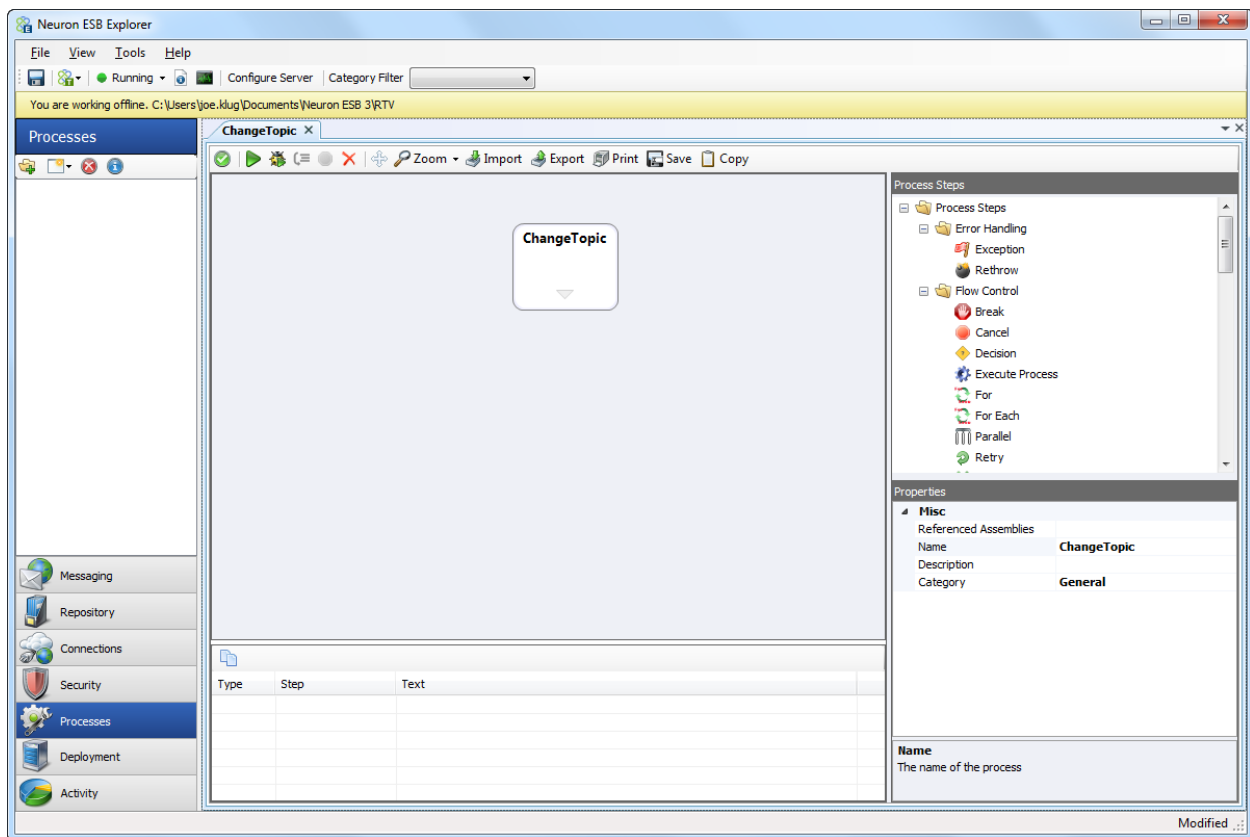 Neuron ESB Explorer
File View Tools Help
Running Configure Server Category Filter
You are working offline. C:\Users\joe.klug\Documents\Neuron ESB 3\RTV
Processes
ChangeTopic X
Zoom Import Export Print Save Copy
ChangeTopic
Process Steps
Process Steps
Error Handling
Exception
Rethrow
Flow Control
Break
Cancel
Decision
Execute Process
For
For Each
Parallel
Retry
Properties
Misc
Referenced Assemblies
Name ChangeTopic
Description
Category General
Messaging
Repository
Connections
Security
Processes
Deployment
Activity
Type Step Text
Name
The name of the process
Modified